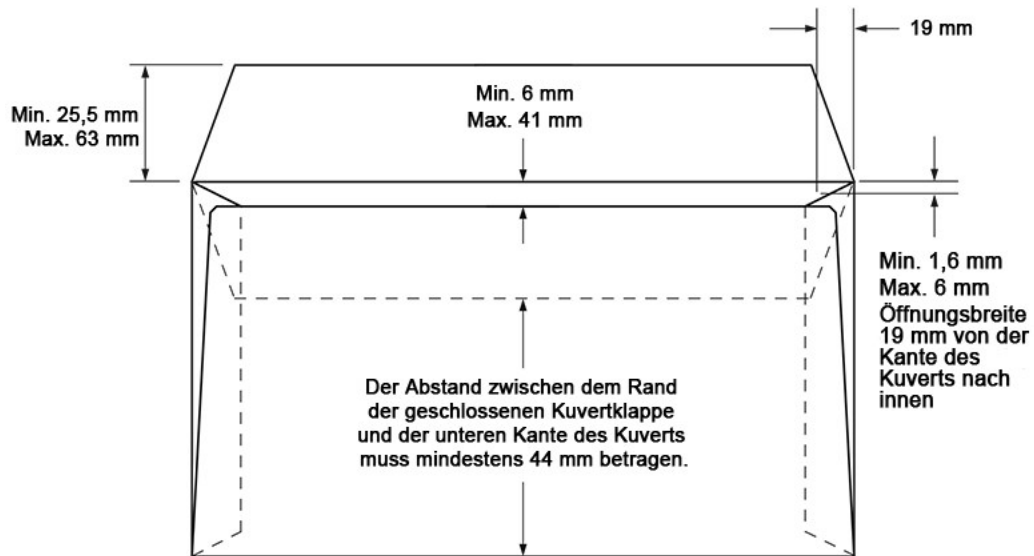 19 mm
Min. 25,5 mm
Max. 63 mm
Min. 6 mm
Max. 41 mm
Min. 1,6 mm
Max. 6 mm
Öffnungsbreite
19 mm von der
Kante des
Kuverts nach
innen
Der Abstand zwischen dem Rand
der geschlossenen Kuvertklappe
und der unteren Kante des Kuverts
muss mindestens 44 mm betragen.